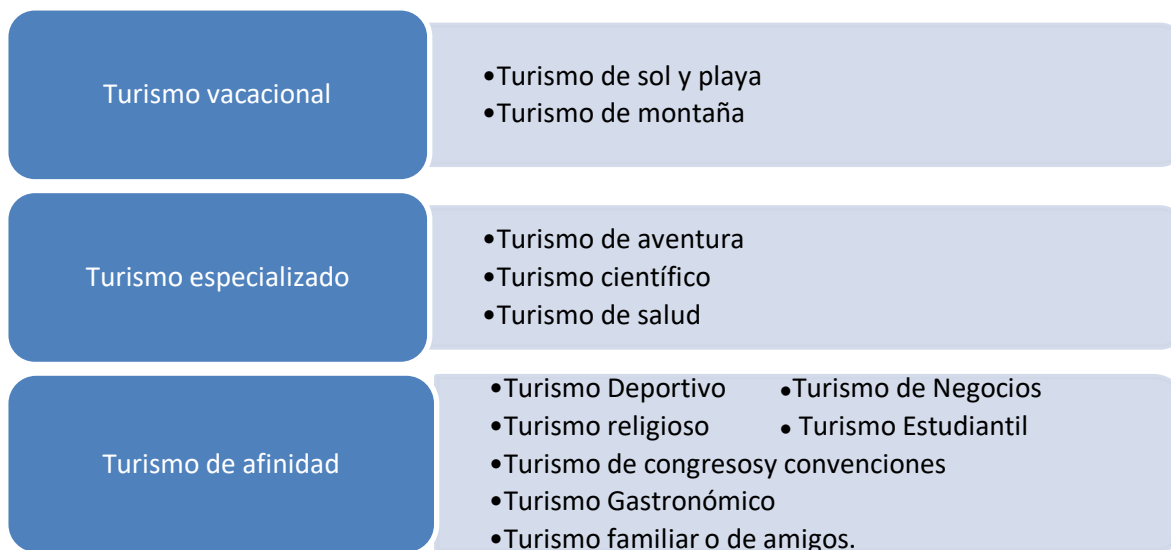 Turismo vacacional
•Turismo de sol y playa
•Turismo de montaña
Turismo especializado
•Turismo de aventura
•Turismo científico
•Turismo de salud
Turismo de afinidad
•Turismo Deportivo •Turismo de Negocios
•Turismo religioso • Turismo Estudiantil
•Turismo de congresosy convenciones
•Turismo Gastronómico
•Turismo familiar o de amigos.